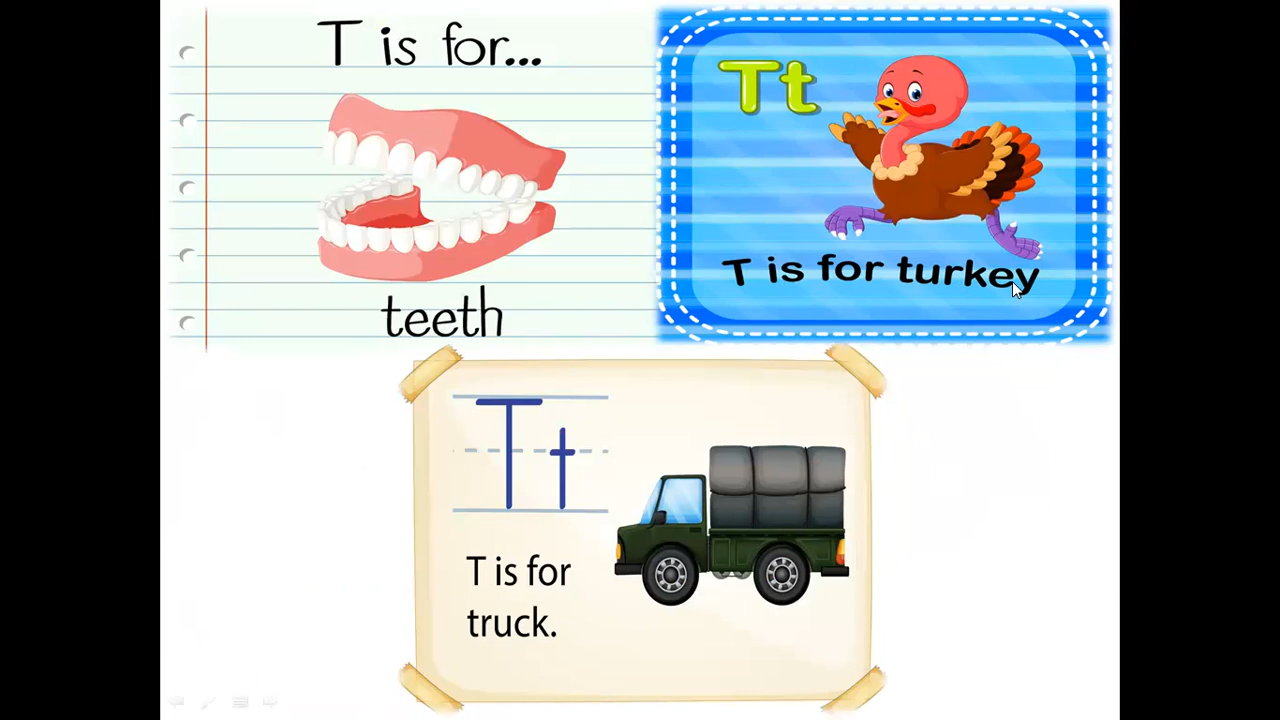 T is for...
teeth
Tt
T is for turkey
Tt
T is for
truck.